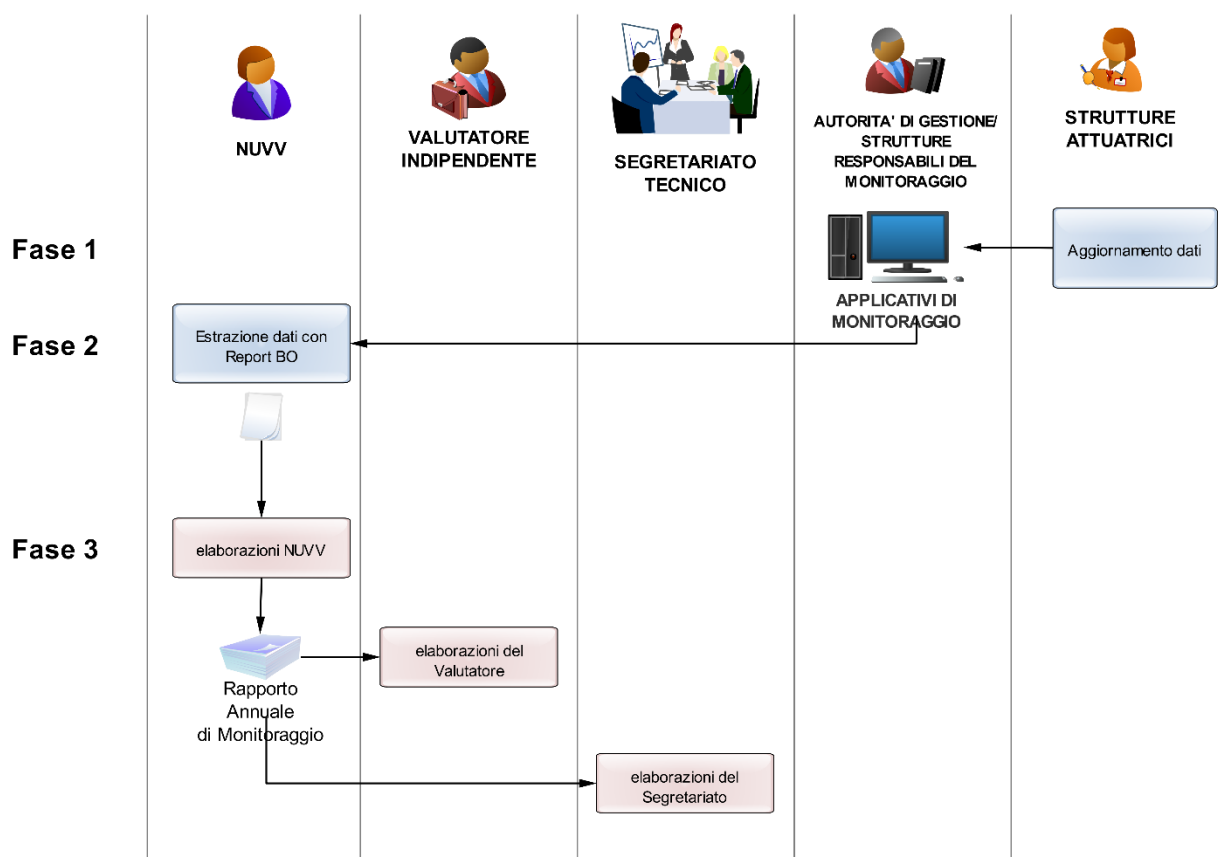 NUVV
VALUTATORE
INDIPENDENTE
SEGRETARIATO
TECNICO
AUTORITA' DI GESTIONE/
STRUTTURE
RESPONSABILI DEL
MONITORAGGIO
STRUTTURE
ATTUATRICI
Fase 1
Aggiornamento dati
APPLICATIVI DI
MONITORAGGIO
Fase 2
Estrazione dati con
Report BO
Fase 3
elaborazioni NUVV
elaborazioni del
Valutatore
Rapporto
Annuale
di Monitoraggio
elaborazioni del
Segretariato